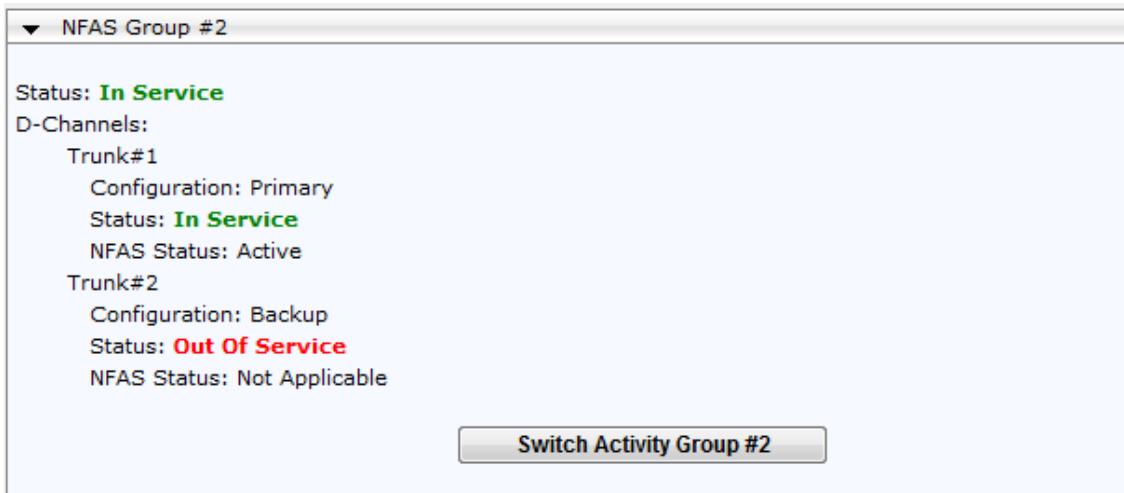 NFAS Group #2
Status: In Service
D-Channels:
Trunk#1
Configuration: Primary
Status: In Service
NFAS Status: Active
Trunk#2
Configuration: Backup
Status: Out Of Service
NFAS Status: Not Applicable
Switch Activity Group #2